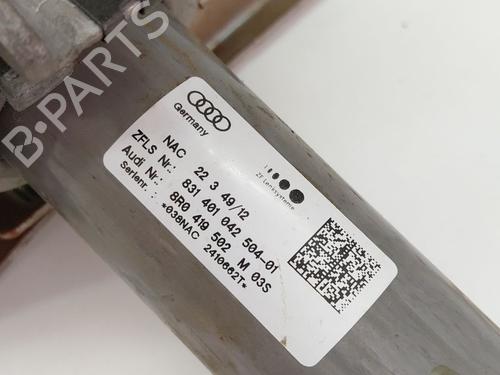 B-PARTS
Germany
ZF Lenksysteme
NAC 22 3 49/12
ZFLS Nr.: 831 401 042 504-01
Audi Nr.: 8R0 419 502 M 03S
Serienr.: *038NAC 2410662T*